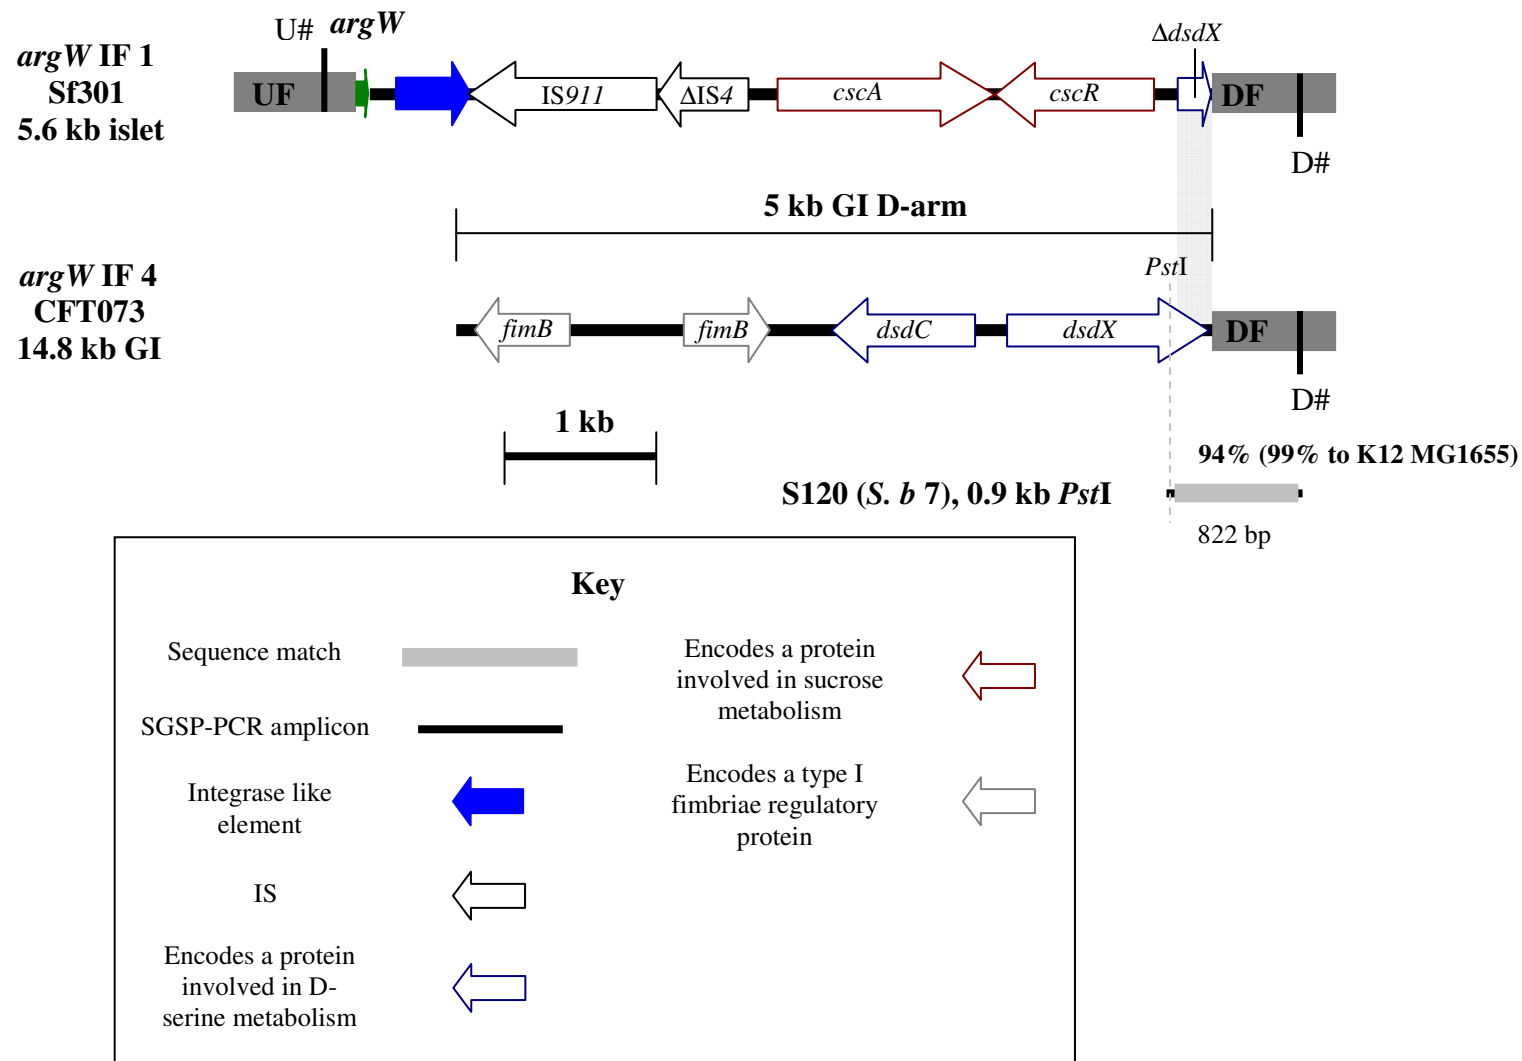 U# argW
ΔdsdX
argW IF 1
Sf301
5.6 kb islet
UF
IS911
ΔIS4
cscA
cscR
DF
D#
5 kb GI D-arm
argW IF 4
CFT073
14.8 kb GI
PstI
fimB
fimB
dsdC
dsdX
DF
D#
1 kb
94% (99% to K12 MG1655)
S120 (S. b 7), 0.9 kb PstI
822 bp
Key
Sequence match
SGSP-PCR amplicon
Integrase like
element
IS
Encodes a protein
involved in D-
serine metabolism
Encodes a protein
involved in sucrose
metabolism
Encodes a type I
fimbriae regulatory
protein